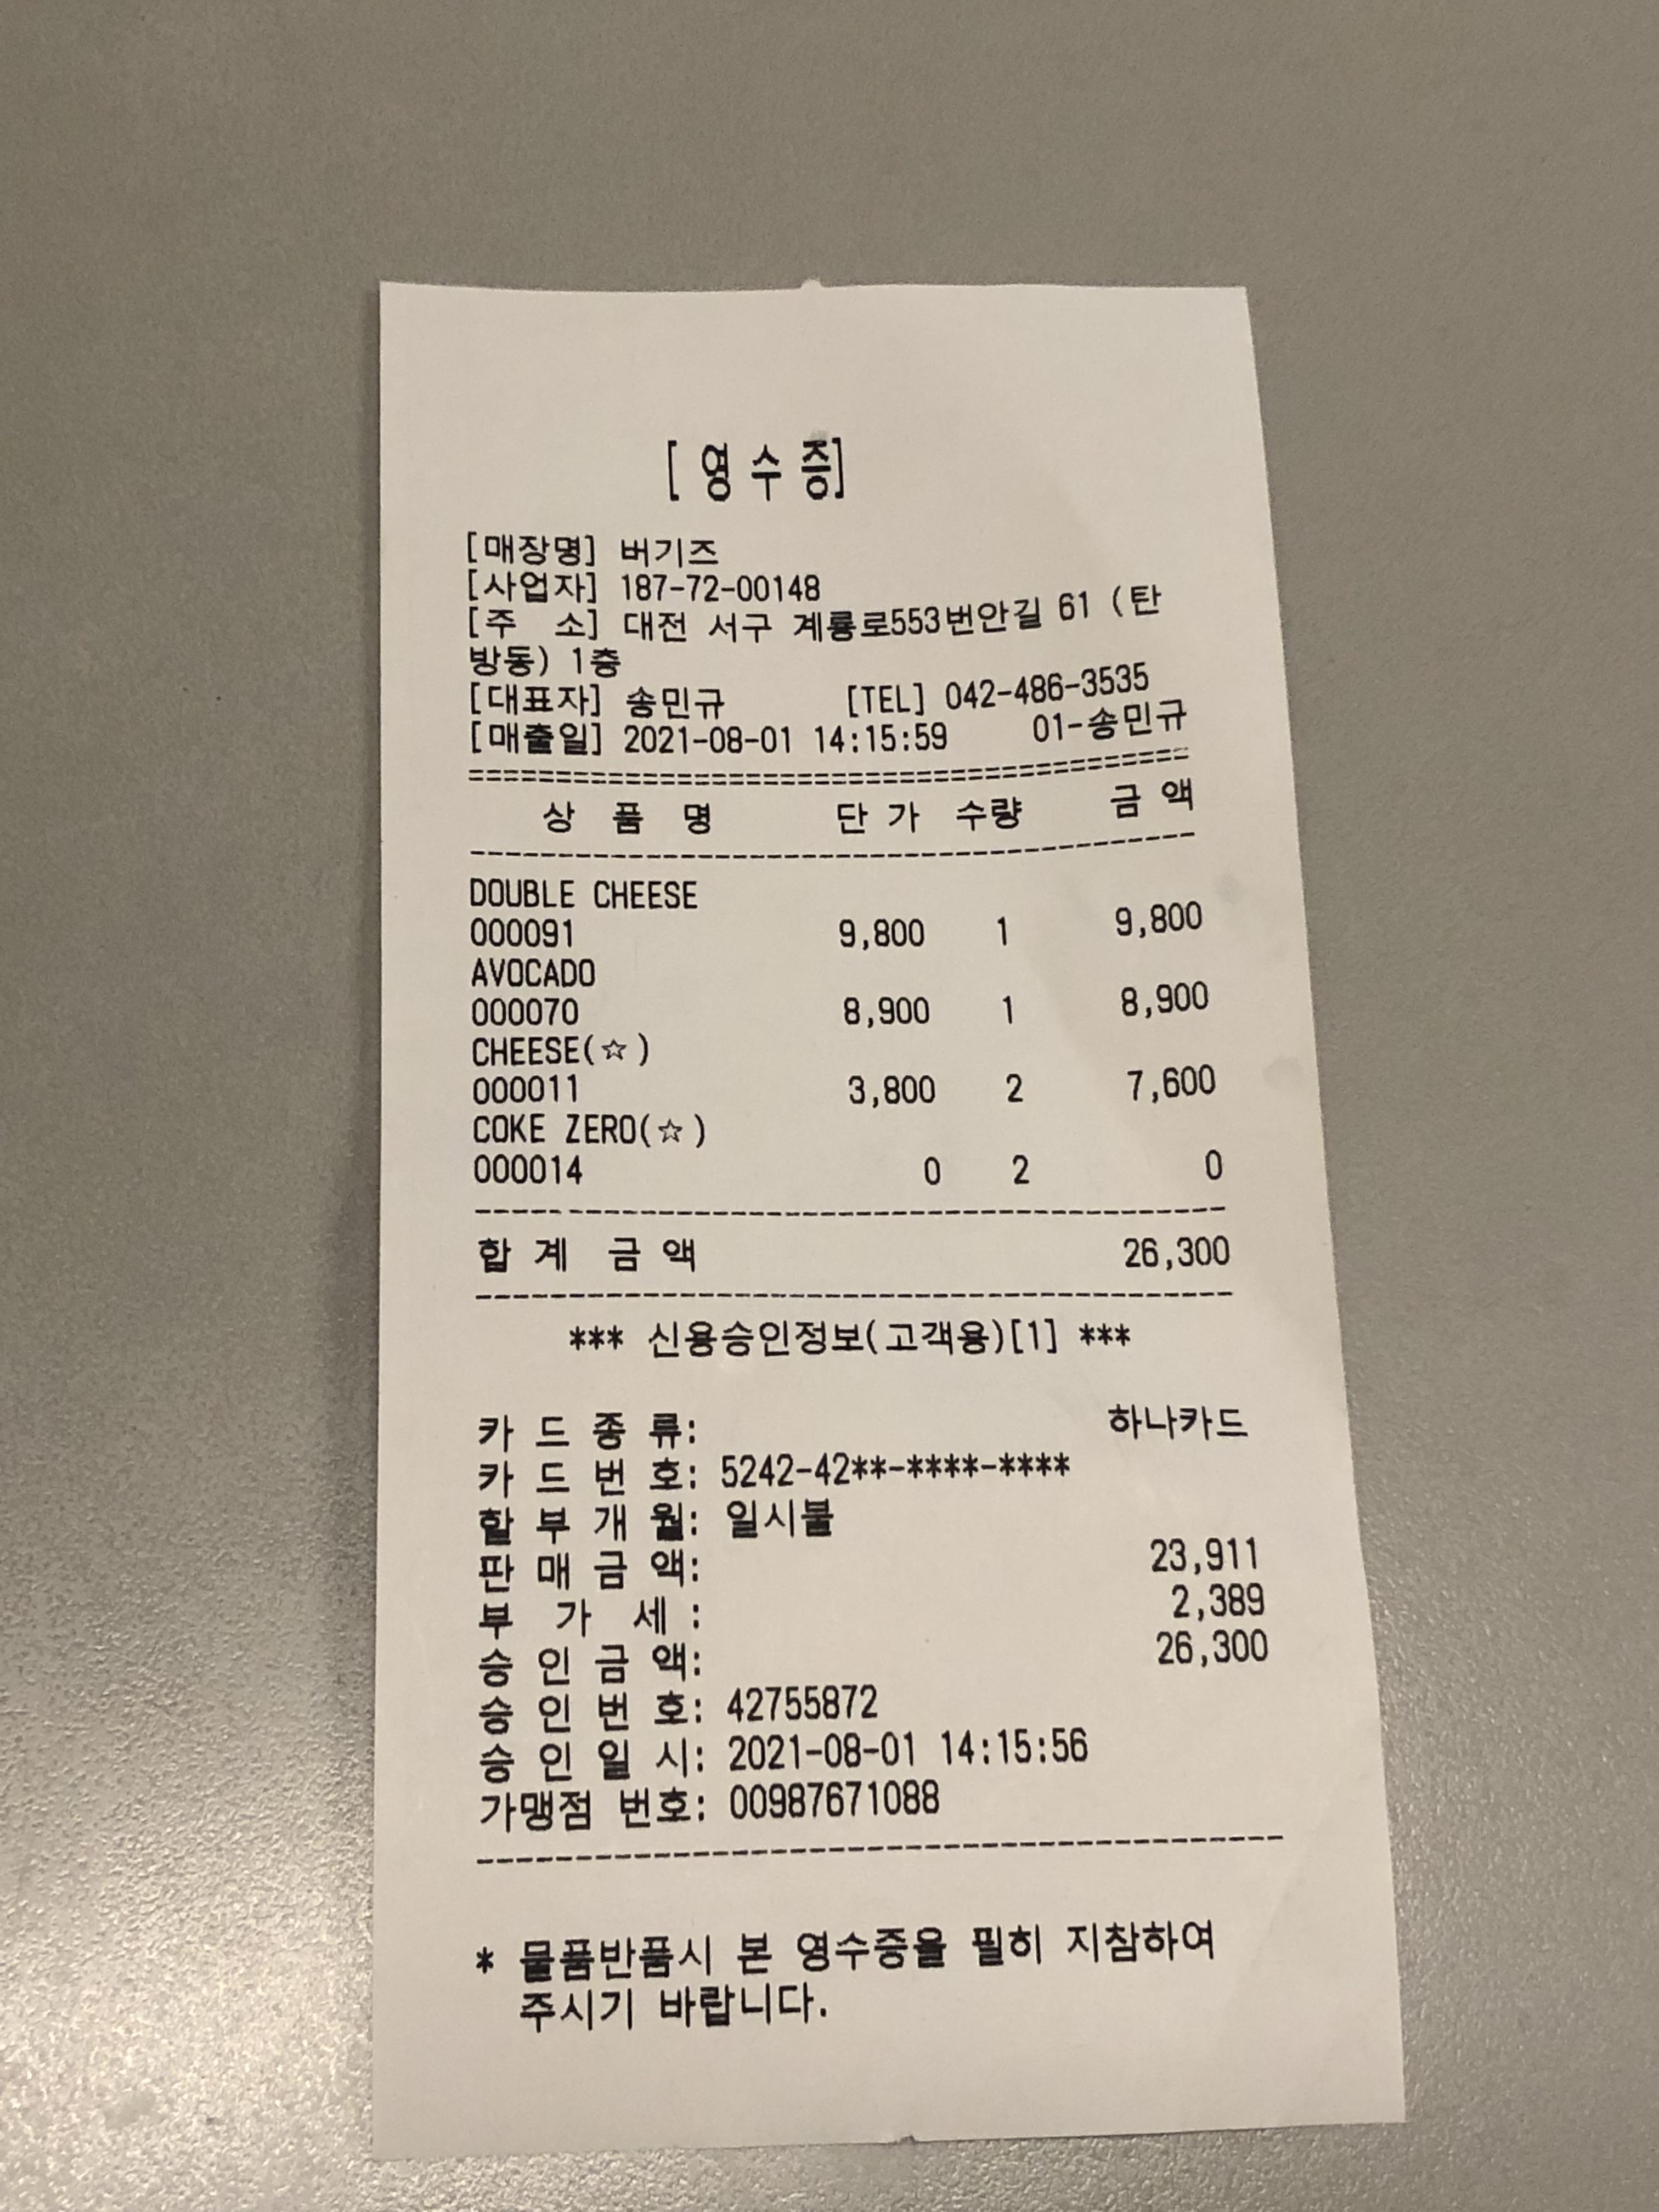 [ 영 수 증]
[매장명] 버기즈
[사업자] 187-72-00148
[주 소] 대전 서구 계룡로553번안길 61 (탄
방동) 1층
[대표자] 송민규 [TEL] 042-486-3535
[매출일] 2021-08-01 14:15:59 01-송민규
========================================
상 품 명 단 가 수량 금 액
----------------------------------------
DOUBLE CHEESE
000091 9,800 1 9,800
AVOCADO
000070 8,900 1 8,900
CHEESE(☆)
000011 3,800 2 7,600
COKE ZERO(☆)
000014 0 2 0
----------------------------------------
합 계 금 액 26,300
----------------------------------------
*** 신용승인정보(고객용)[1] ***
카 드 종 류: 하나카드
카 드 번 호: 5242-42**-****-****
할 부 개 월: 일시불
판 매 금 액: 23,911
부 가 세 : 2,389
승 인 금 액: 26,300
승 인 번 호: 42755872
승 인 일 시: 2021-08-01 14:15:56
가맹점 번호: 00987671088
----------------------------------------
* 물품반품시 본 영수증을 필히 지참하여
주시기 바랍니다.